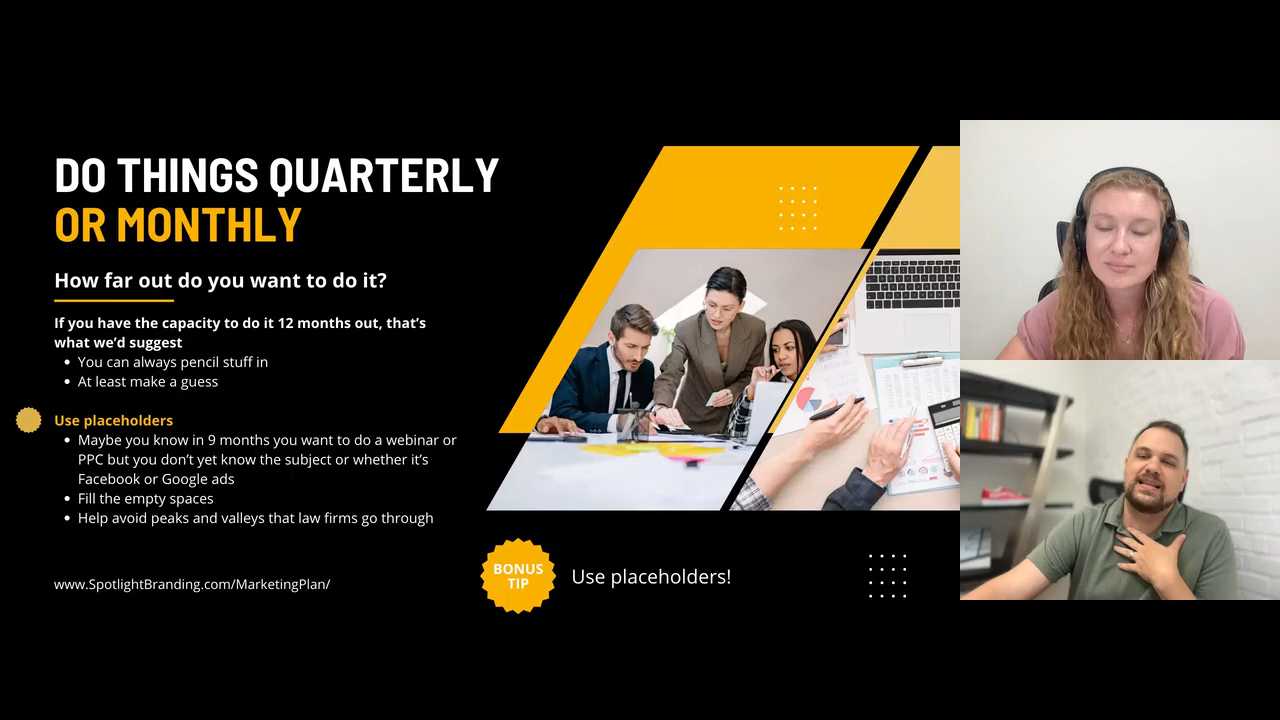 DO THINGS QUARTERLY
OR MONTHLY
How far out do you want to do it?
If you have the capacity to do it 12 months out, that's
what we'd suggest
• You can always pencil stuff in
• At least make a guess
Use placeholders
• Maybe you know in 9 months you want to do a webinar or
PPC but you don't yet know the subject or whether it's
Facebook or Google ads
• Fill the empty spaces
• Help avoid peaks and valleys that law firms go through
www.SpotlightBranding.com/MarketingPlan/
BONUS
TIP
Use placeholders!